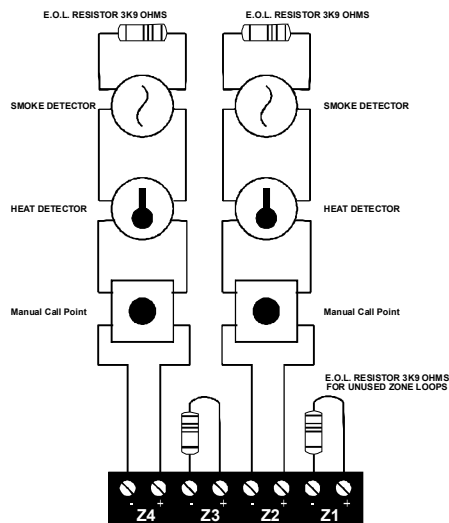 E.O.L. RESISTOR 3K9 OHMS
E.O.L. RESISTOR 3K9 OHMS
SMOKE DETECTOR
SMOKE DETECTOR
HEAT DETECTOR
HEAT DETECTOR
Manual Call Point
Manual Call Point
E.O.L. RESISTOR 3K9 OHMS
FOR UNUSED ZONE LOOPS
- + - + - + - +
Z4 Z3 Z2 Z1